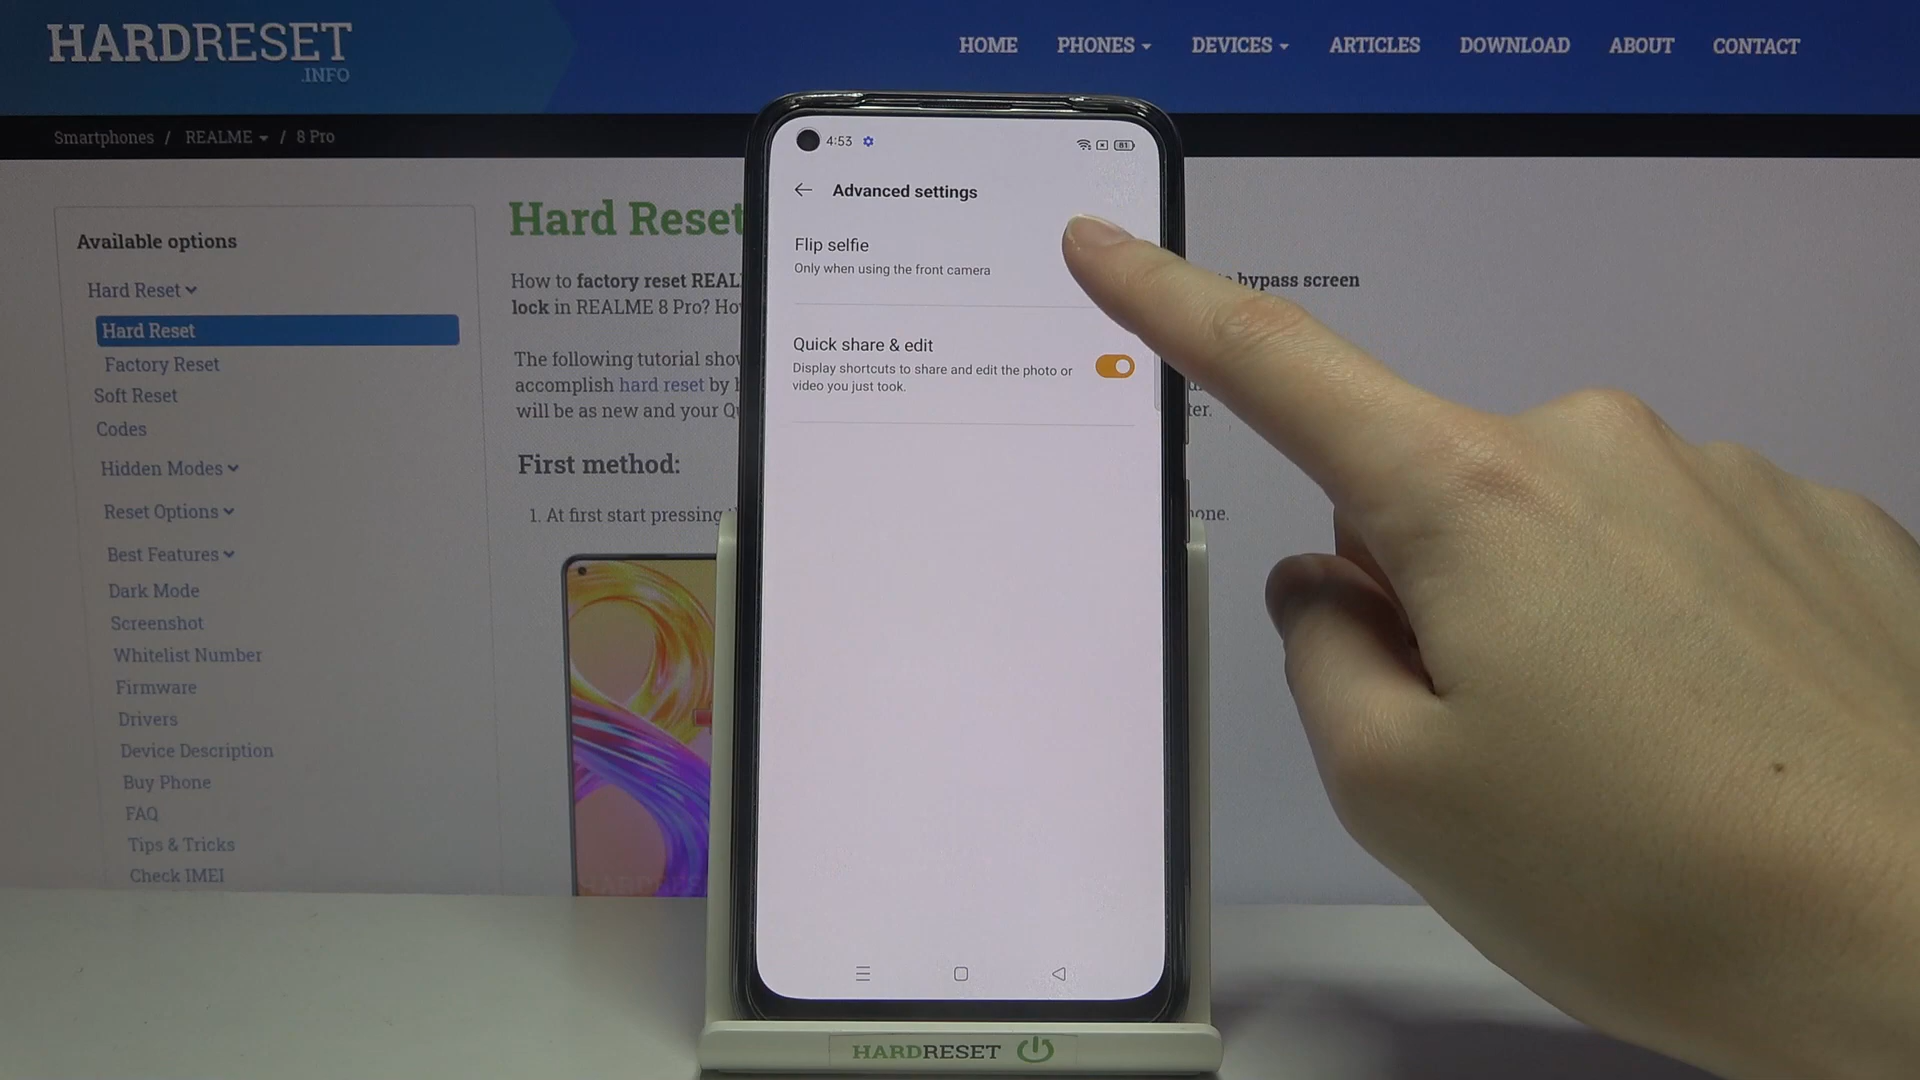 HARDRESET
.INFO
HOME PHONES DEVICES ARTICLES DOWNLOAD ABOUT CONTACT
Smartphones / REALME / 8 Pro
Available options
Hard Reset
Hard Reset
Factory Reset
Soft Reset
Codes
Hidden Modes
Reset Options
Best Features
Dark Mode
Screenshot
Whitelist Number
Firmware
Drivers
Device Description
Buy Phone
FAQ
Tips & Tricks
Check IMEI
Hard Reset
How to factory reset REAL
bypass screen
lock in REALME 8 Pro?
The following tutorial
accomplish hard reset by
will be as new and your
First method:
1. At first start pressing
4:53
81
Advanced settings
Flip selfie
Only when using the front camera
Quick share & edit
Display shortcuts to share and edit the photo or
video you just took.
HARDRESET